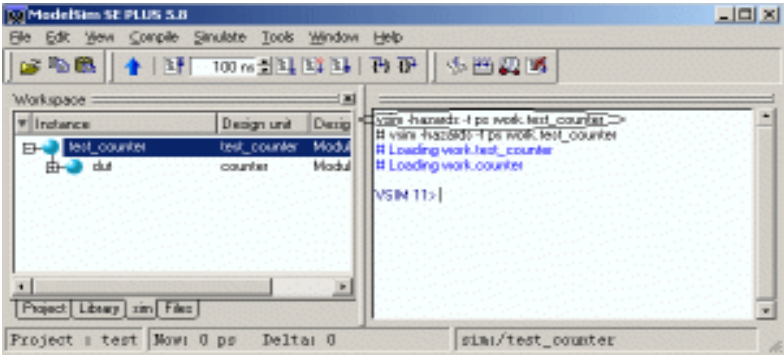 ModelSim SE PLUS 5.8
File Edit View Compile Simulate Tools Window Help
100 ns
Workspace
Instance Design unit Desig
test_counter test_counter Modul
dut counter Modul
Project Library sim Files
vsim -hazards -t ps work.test_counter
# vsim -hazards -t ps work.test_counter
# Loading work.test_counter
# Loading work.counter
VSIM 11>
Project : test Now: 0 ps Delta: 0 sim:/test_counter